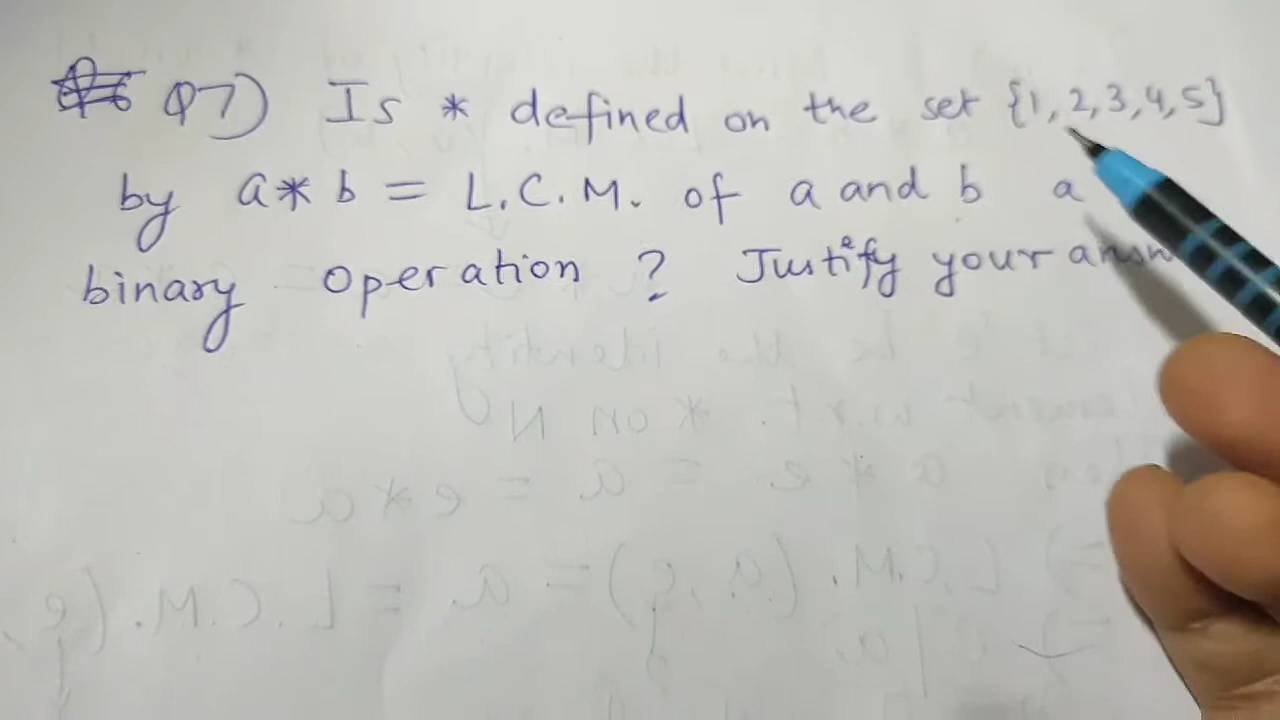 Q7) Is * defined on the set {1,2,3,4,5}
by a * b = L.C.M. of a and b a
binary operation ? Justify your